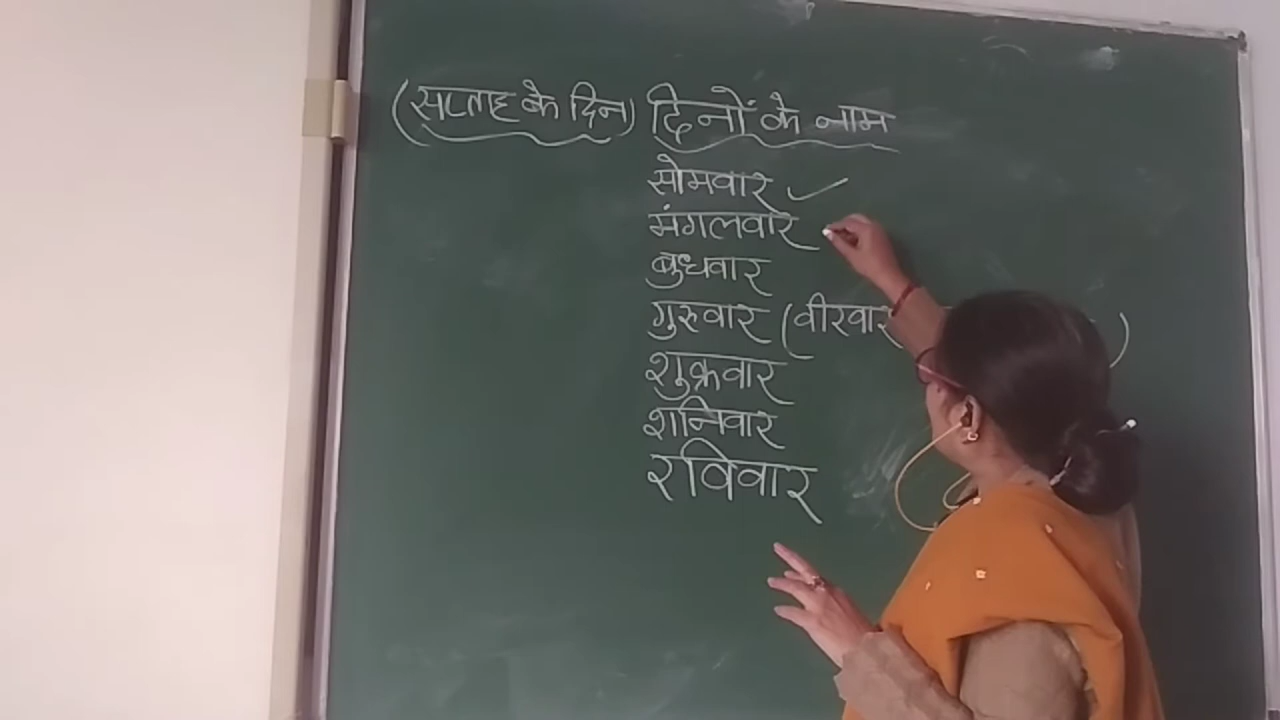 (सप्ताह के दिन) दिनों के नाम
सोमवार ✓
मंगलवार
बुधवार
गुरुवार (वीरवार )
शुक्रवार
शनिवार
रविवार